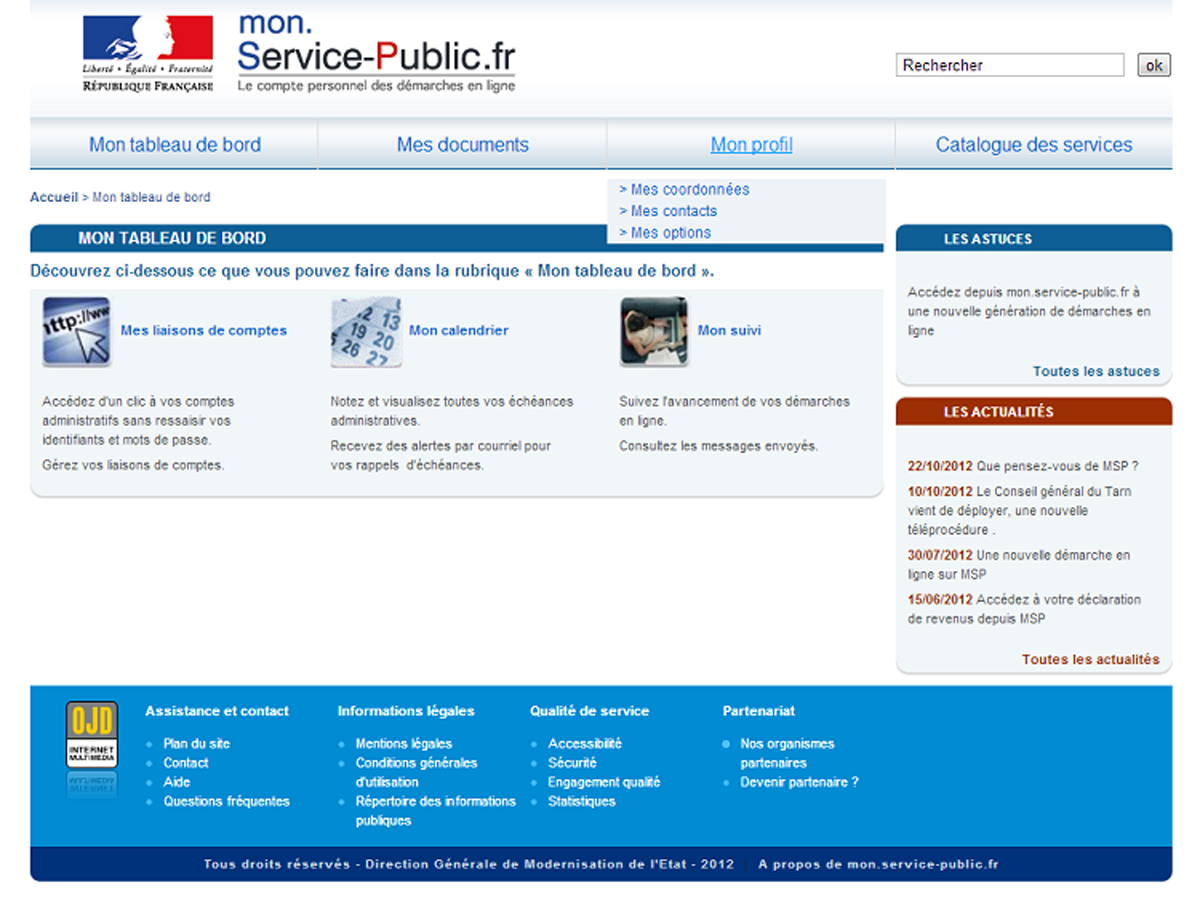 mon.
Service-Public.fr
Le compte personnel des démarches en ligne
Liberté • Égalité • Fraternité
RÉPUBLIQUE FRANÇAISE
Rechercher
ok
Mon tableau de bord
Mes documents
Mon profil
Catalogue des services
> Mes coordonnées
> Mes contacts
> Mes options
Accueil > Mon tableau de bord
MON TABLEAU DE BORD
Découvrez ci-dessous ce que vous pouvez faire dans la rubrique « Mon tableau de bord ».
http://ww
Mes liaisons de comptes
Accédez d'un clic à vos comptes
administratifs sans ressaisir vos
identifiants et mots de passe.
Gérez vos liaisons de comptes.
12 13
19 20
26 27
Mon calendrier
Notez et visualisez toutes vos échéances
administratives.
Recevez des alertes par courriel pour
vos rappels d'échéances.
Mon suivi
Suivez l'avancement de vos démarches
en ligne.
Consultez les messages envoyés.
LES ASTUCES
Accédez depuis mon.service-public.fr à
une nouvelle génération de démarches en
ligne
Toutes les astuces
LES ACTUALITÉS
22/10/2012 Que pensez-vous de MSP ?
10/10/2012 Le Conseil général du Tarn
vient de déployer, une nouvelle
téléprocédure .
30/07/2012 Une nouvelle démarche en
ligne sur MSP
15/06/2012 Accédez à votre déclaration
de revenus depuis MSP
Toutes les actualités
OJD
INTERNET
MULTIMEDIA
Assistance et contact
Plan du site
Contact
Aide
Questions fréquentes
Informations légales
Mentions légales
Conditions générales
d'utilisation
Répertoire des informations
publiques
Qualité de service
Accessibilité
Sécurité
Engagement qualité
Statistiques
Partenariat
Nos organismes
partenaires
Devenir partenaire ?
Tous droits réservés - Direction Générale de Modernisation de l'Etat - 2012
A propos de mon.service-public.fr